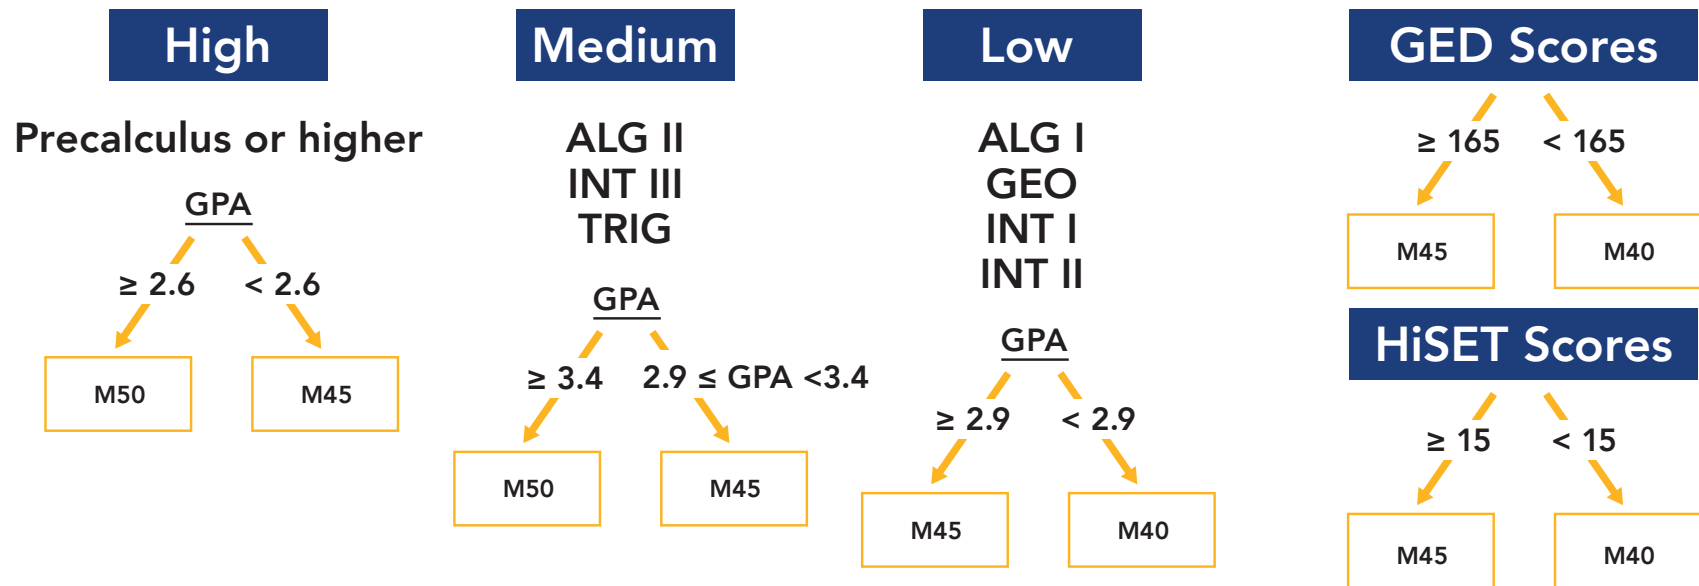 High
Precalculus or higher
GPA
≥ 2.6 < 2.6
M50 M45
Medium
ALG II
INT III
TRIG
GPA
≥ 3.4 2.9 ≤ GPA <3.4
M50 M45
Low
ALG I
GEO
INT I
INT II
GPA
≥ 2.9 < 2.9
M45 M40
GED Scores
≥ 165 < 165
M45 M40
HiSET Scores
≥ 15 < 15
M45 M40